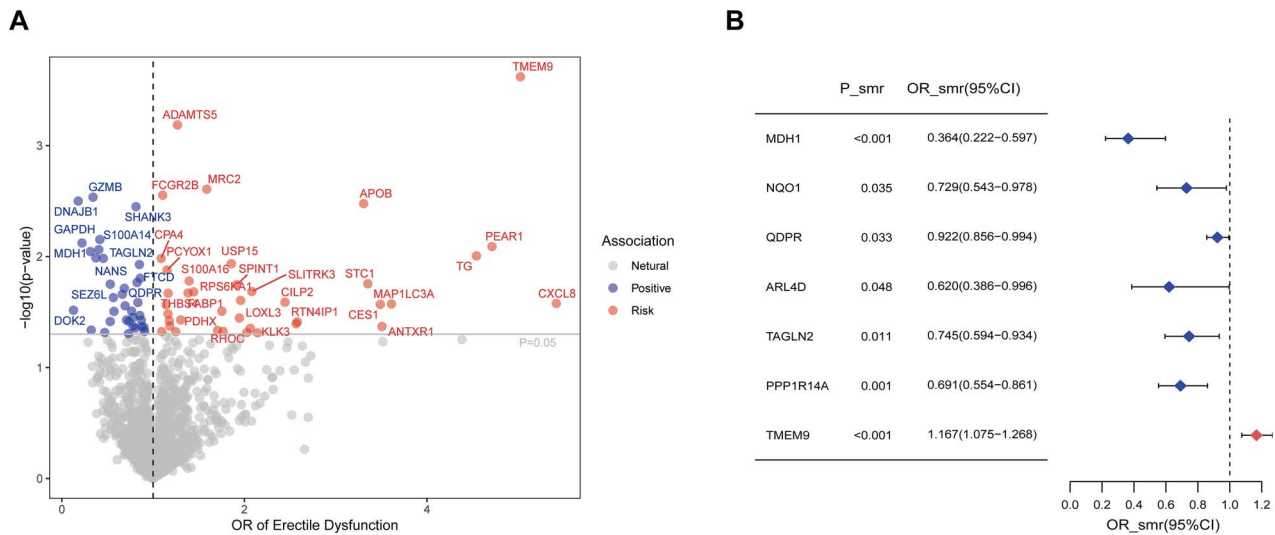 A
TMEM9
ADAMTS5
3
FCGR2B
MRC2
GZMB
APOB
DNAJB1
SHANK3
GAPDH
S100A14
CPA4
PEAR1
MDH1
TAGLN2
PCYOX1
USP15
TG
2
NANS
FTCD
S100A16
SPINT1
SLITRK3
STC1
SEZ6L
QDPR
RPS6KA1
CILP2
MAP1LC3A
CXCL8
THBS4
FABP1
DOK2
PDHX
LOXL3
RTN4IP1
CES1
RHOC
KLK3
ANTXR1
P=0.05
1
0
0
2
4
−log10(p−value)
OR of Erectile Dysfunction
Association
Netural
Positive
Risk
B
P_smr OR_smr(95%CI)
MDH1 <0.001 0.364(0.222−0.597)
NQO1 0.035 0.729(0.543−0.978)
QDPR 0.033 0.922(0.856−0.994)
ARL4D 0.048 0.620(0.386−0.996)
TAGLN2 0.011 0.745(0.594−0.934)
PPP1R14A 0.001 0.691(0.554−0.861)
TMEM9 <0.001 1.167(1.075−1.268)
0.0 0.2 0.4 0.6 0.8 1.0 1.2
OR_smr(95%CI)